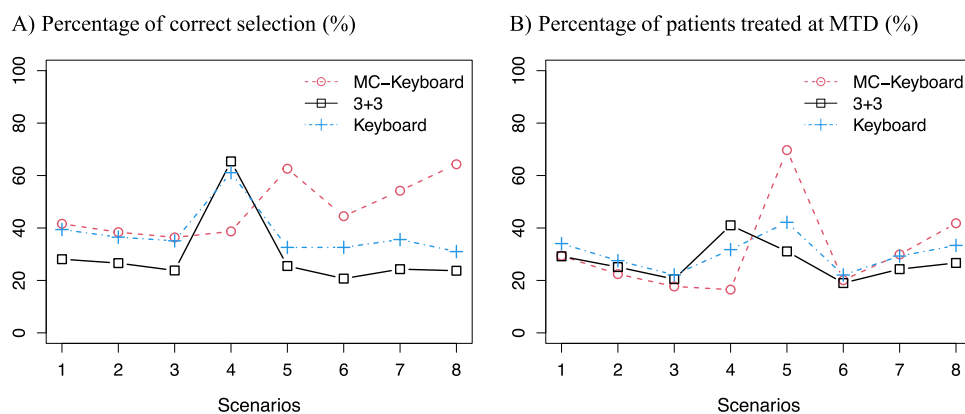 A) Percentage of correct selection (%)
100
80
60
40
20
0
MC−Keyboard
3+3
Keyboard
1 2 3 4 5 6 7 8
Scenarios
B) Percentage of patients treated at MTD (%)
100
80
60
40
20
0
MC−Keyboard
3+3
Keyboard
1 2 3 4 5 6 7 8
Scenarios